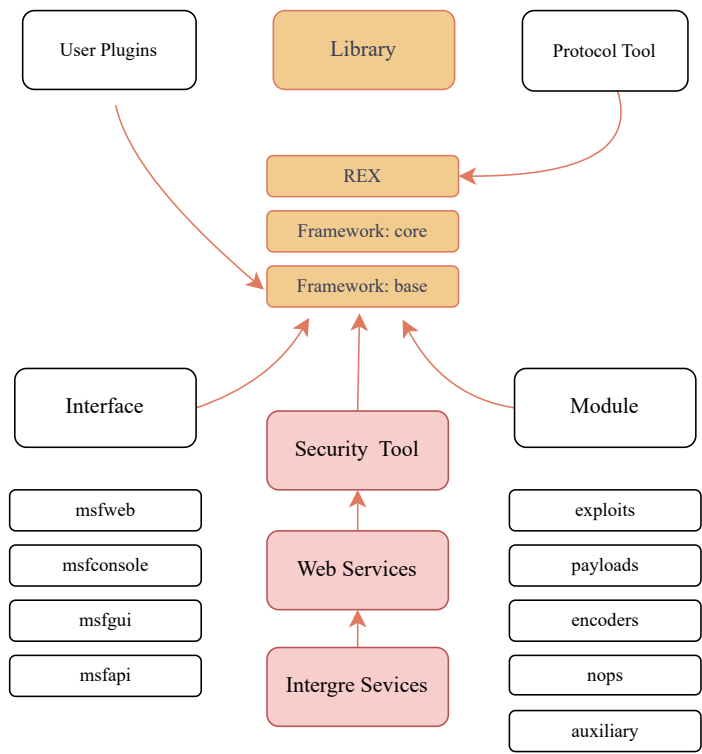 User Plugins
Library
Protocol Tool
REX
Framework: core
Framework: base
Interface
Security Tool
Module
msfweb
msfconsole
msfgui
msfapi
Web Services
Intergre Sevices
exploits
payloads
encoders
nops
auxiliary